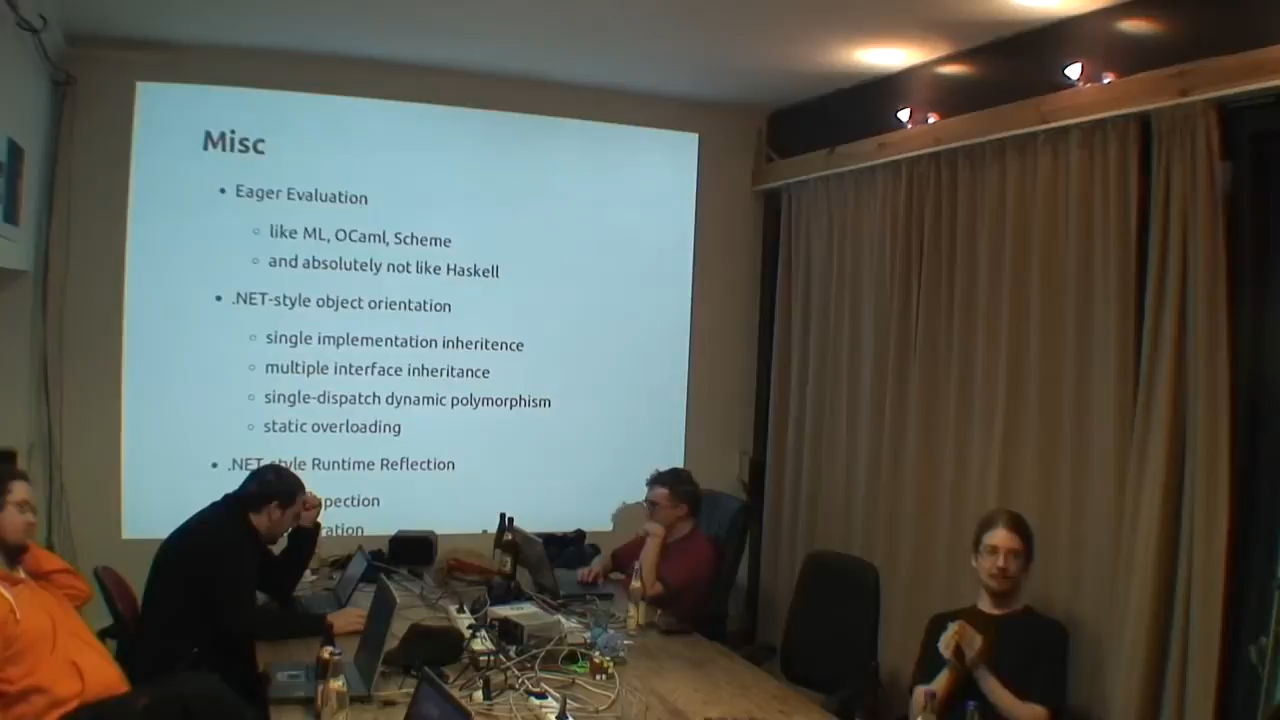 Misc
• Eager Evaluation
◦ like ML, OCaml, Scheme
◦ and absolutely not like Haskell
• .NET-style object orientation
◦ single implementation inheritence
◦ multiple interface inheritance
◦ single-dispatch dynamic polymorphism
◦ static overloading
• .NET-style Runtime Reflection